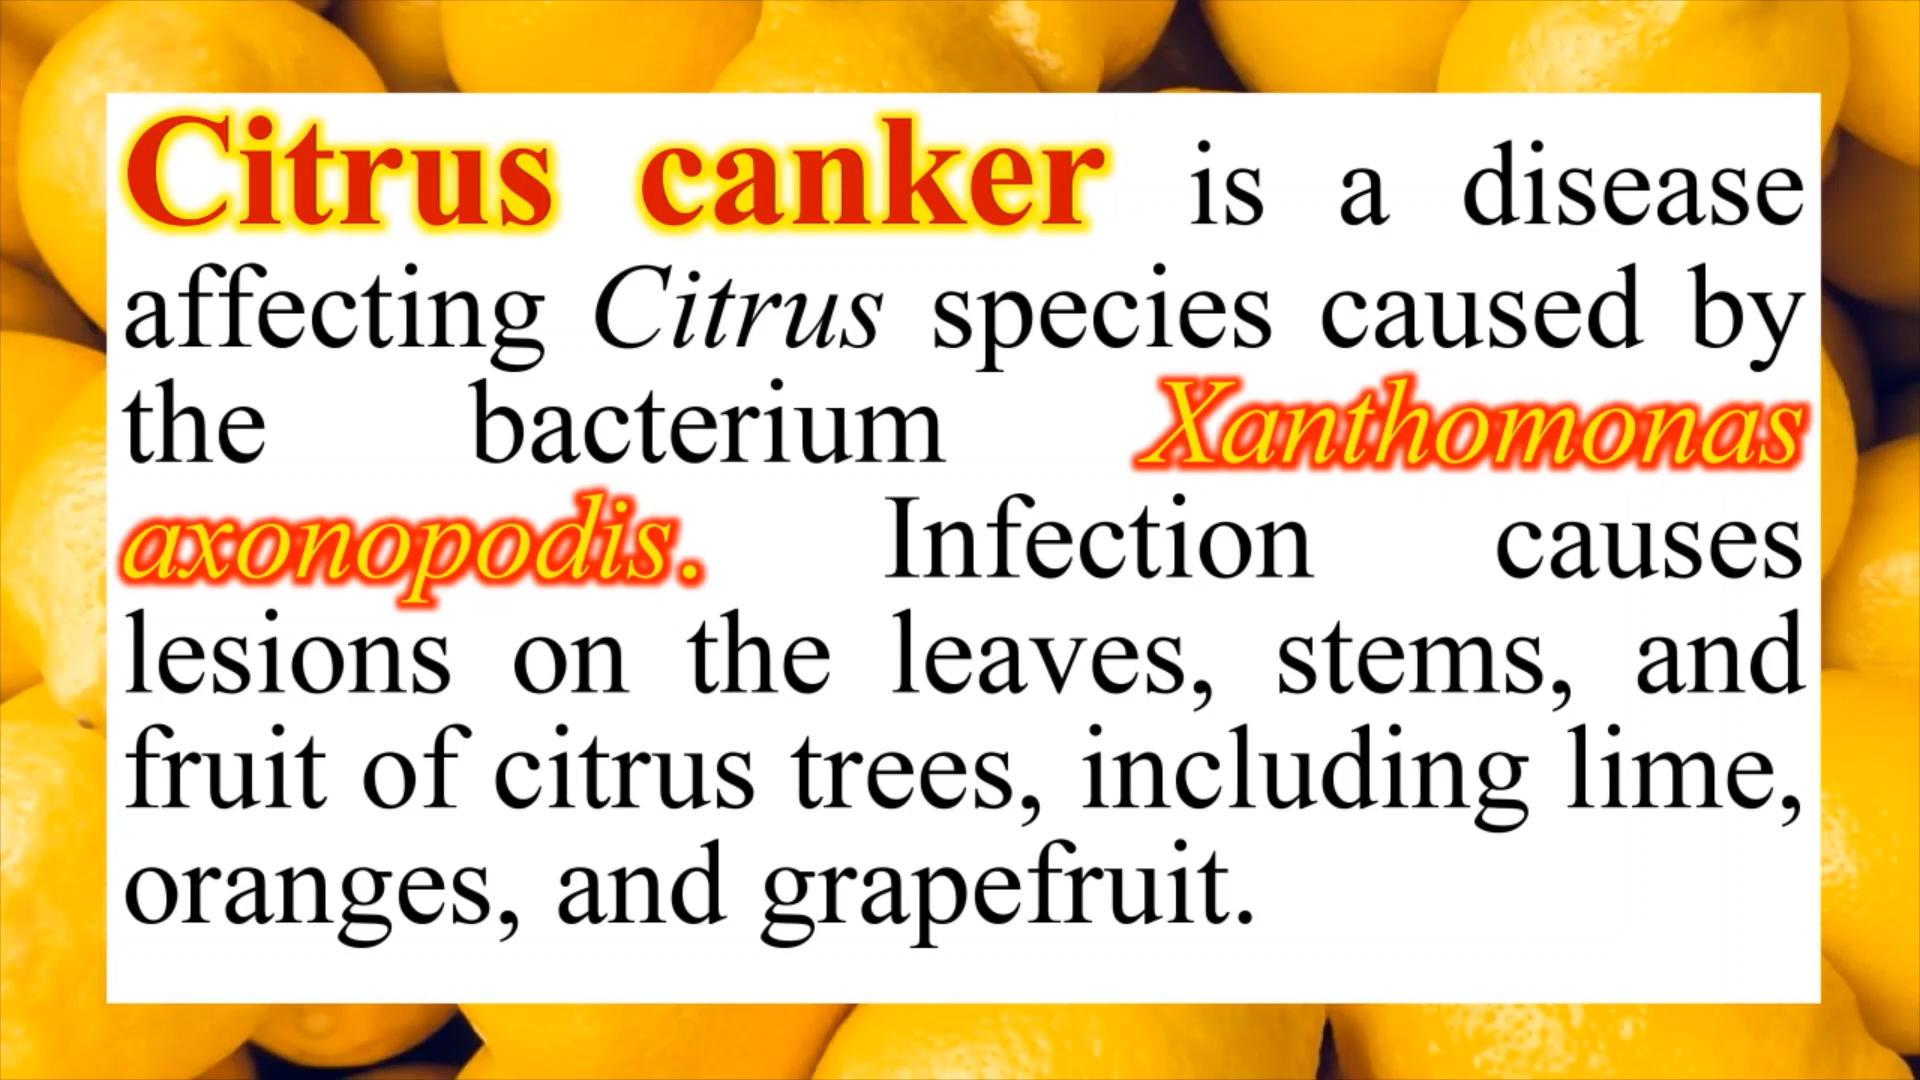 Citrus canker is a disease
affecting Citrus species caused by
the bacterium Xanthomonas
axonopodis. Infection causes
lesions on the leaves, stems, and
fruit of citrus trees, including lime,
oranges, and grapefruit.